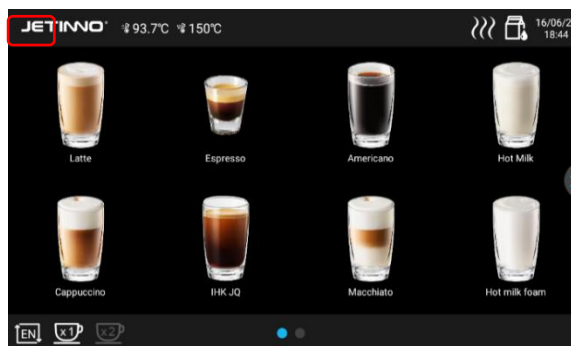 JETINNO 93.7℃ 150℃ 16/06/2
18:44
Latte Espresso Americano Hot Milk
Cappuccino IHK JQ Macchiato Hot milk foam
EN x1 x2